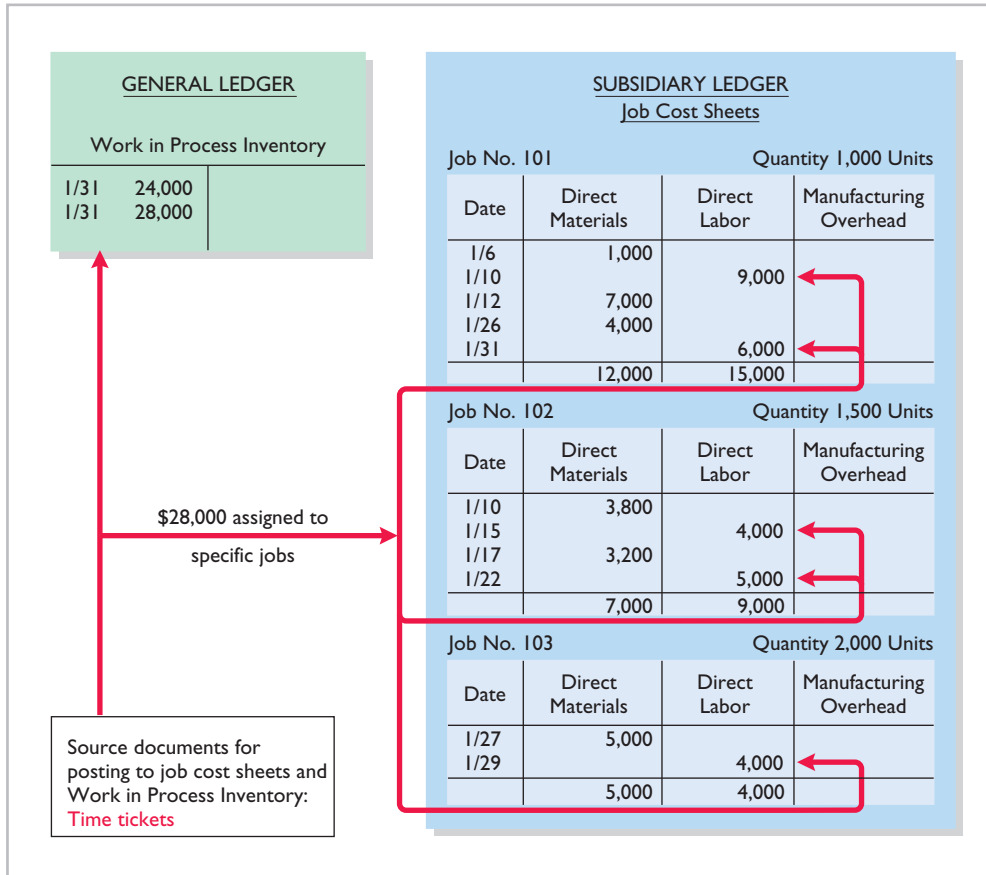 GENERAL LEDGER
Work in Process Inventory
1/31 24,000
1/31 28,000
SUBSIDIARY LEDGER
Job Cost Sheets
Job No. 101 Quantity 1,000 Units
Date Direct Materials Direct Labor Manufacturing Overhead
1/6 1,000
1/10 9,000
1/12 7,000
1/26 4,000
1/31 6,000
12,000 15,000
Job No. 102 Quantity 1,500 Units
Date Direct Materials Direct Labor Manufacturing Overhead
1/10 3,800
1/15 4,000
1/17 3,200
1/22 5,000
7,000 9,000
Job No. 103 Quantity 2,000 Units
Date Direct Materials Direct Labor Manufacturing Overhead
1/27 5,000
1/29 4,000
5,000 4,000
$28,000 assigned to
specific jobs
Source documents for
posting to job cost sheets and
Work in Process Inventory:
Time tickets